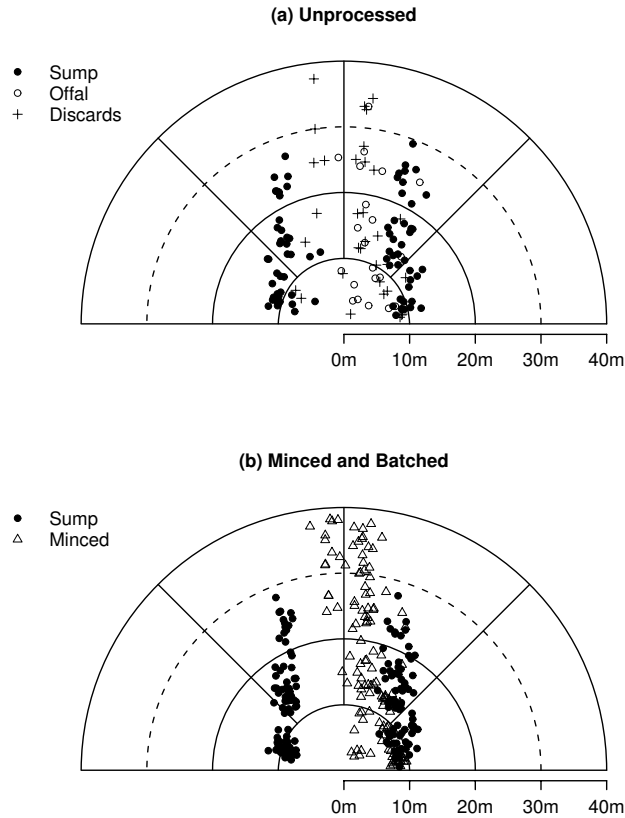 (a) Unprocessed
Sump
Offal
Discards
0m 10m 20m 30m 40m
(b) Minced and Batched
Sump
Minced
0m 10m 20m 30m 40m